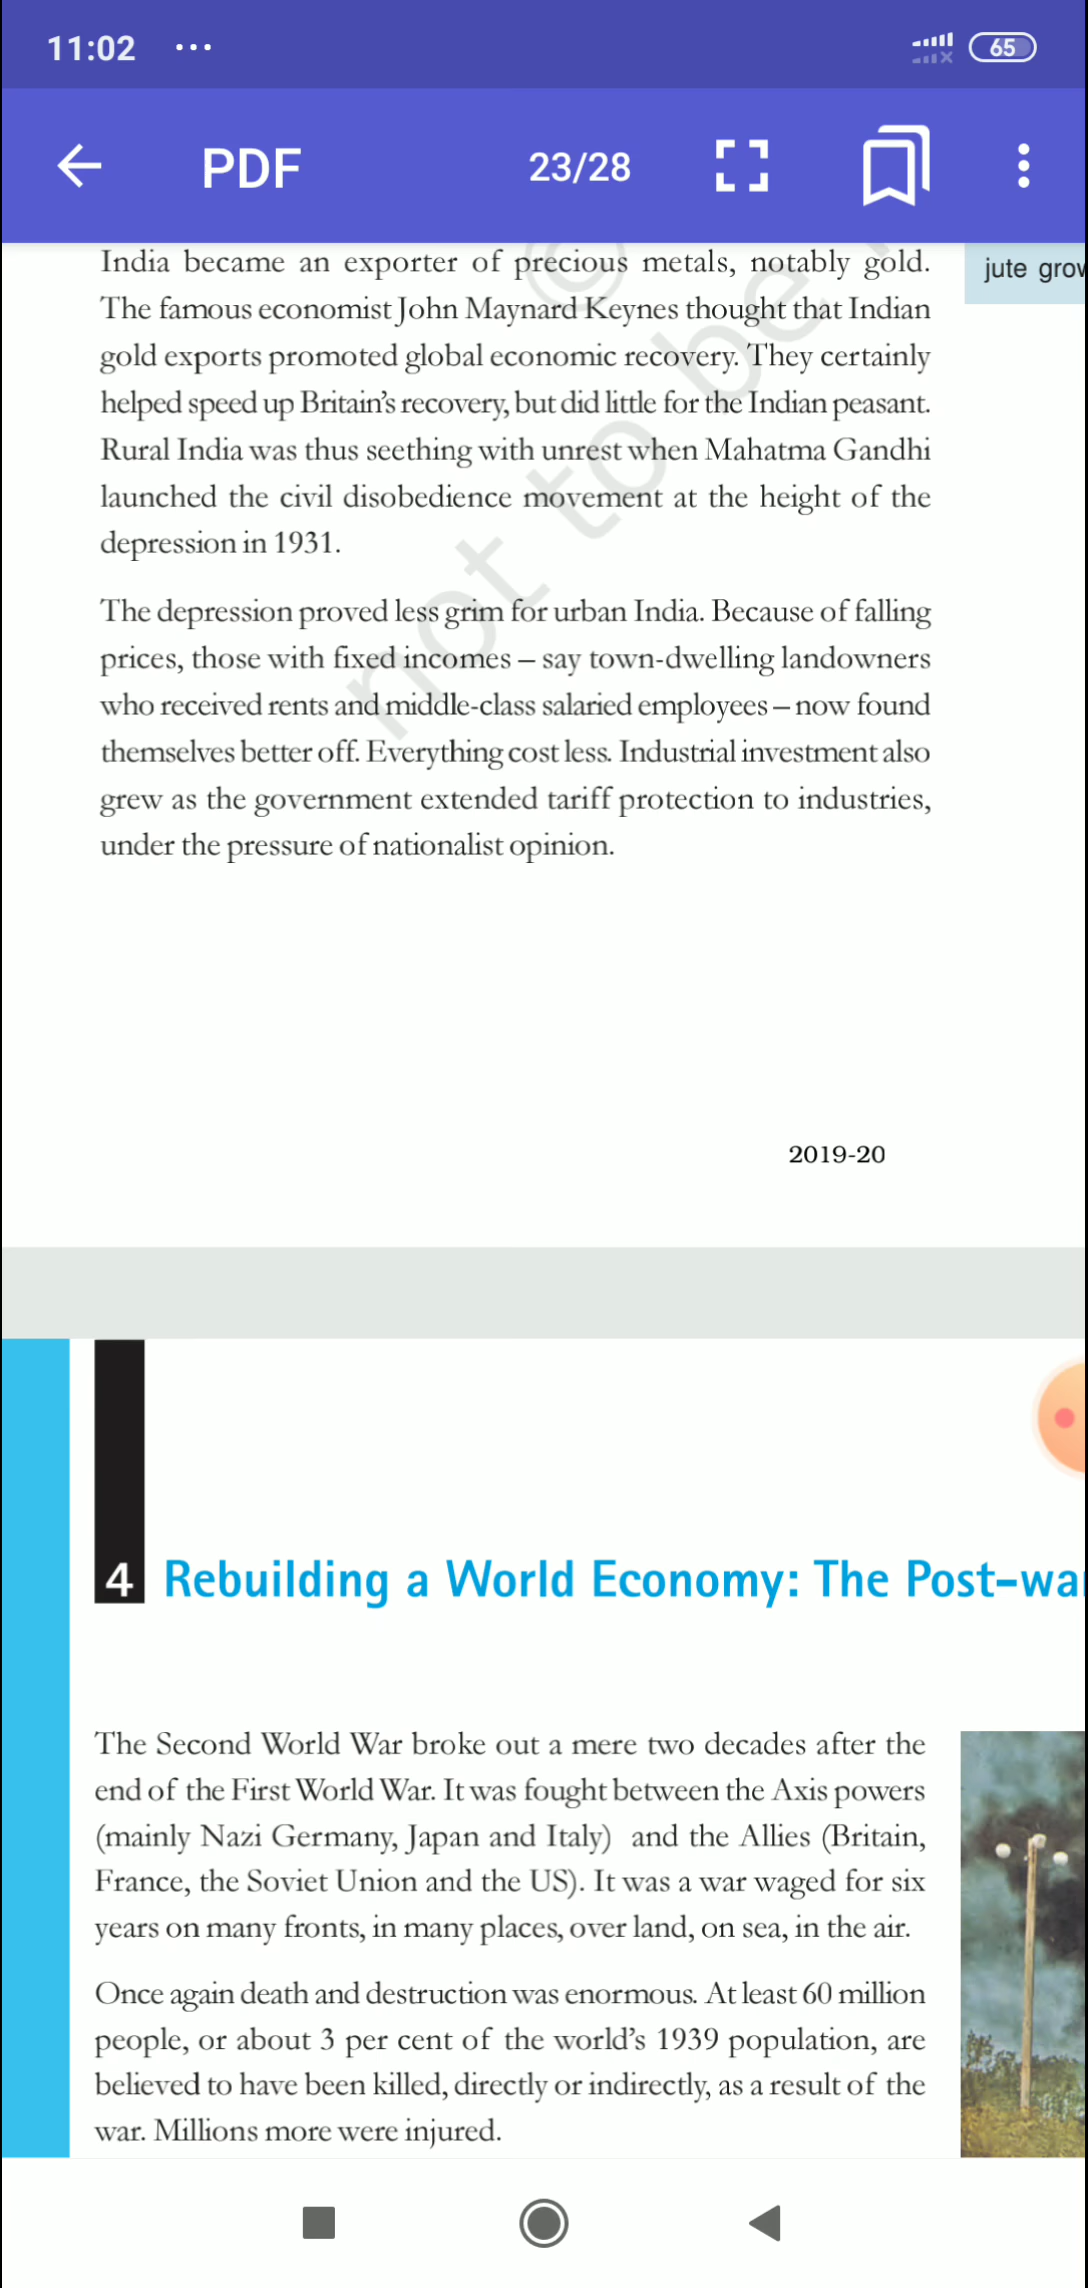 11:02 ...
65
PDF 23/28
India became an exporter of precious metals, notably gold.
The famous economist John Maynard Keynes thought that Indian
gold exports promoted global economic recovery. They certainly
helped speed up Britain's recovery, but did little for the Indian peasant.
Rural India was thus seething with unrest when Mahatma Gandhi
launched the civil disobedience movement at the height of the
depression in 1931.
The depression proved less grim for urban India. Because of falling
prices, those with fixed incomes – say town-dwelling landowners
who received rents and middle-class salaried employees – now found
themselves better off. Everything cost less. Industrial investment also
grew as the government extended tariff protection to industries,
under the pressure of nationalist opinion.
jute
© not to be
2019-20
4 Rebuilding a World Economy: The
The Second World War broke out a mere two decades after the
end of the First World War. It was fought between the Axis powers
(mainly Nazi Germany, Japan and Italy) and the Allies (Britain,
France, the Soviet Union and the US). It was a war waged for six
years on many fronts, in many places, over land, on sea, in the air.
Once again death and destruction was enormous. At least 60 million
people, or about 3 per cent of the world's 1939 population, are
believed to have been killed, directly or indirectly, as a result of the
war. Millions more were injured.